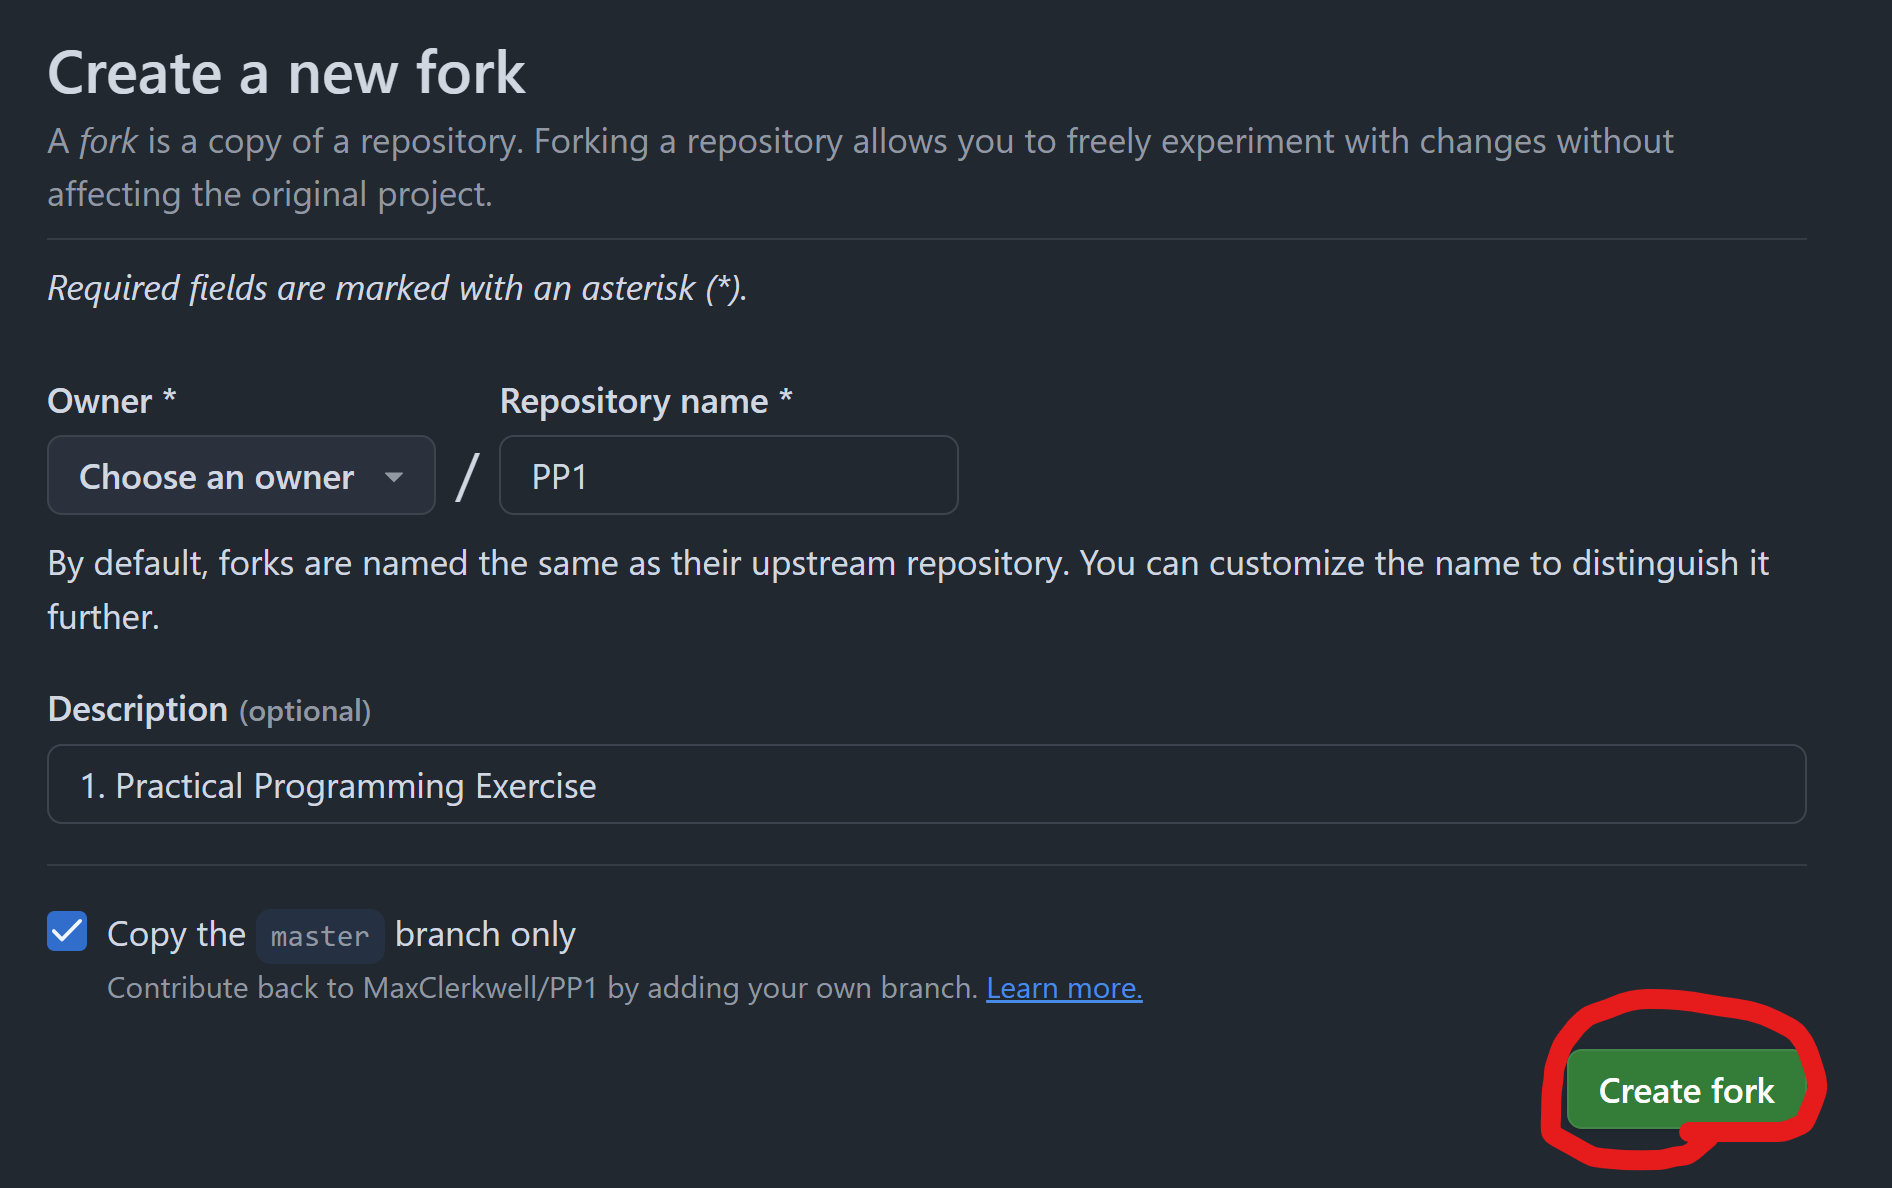 Create a new fork
A fork is a copy of a repository. Forking a repository allows you to freely experiment with changes without
affecting the original project.
Required fields are marked with an asterisk (*).
Owner *
Repository name *
Choose an owner
/
PP1
By default, forks are named the same as their upstream repository. You can customize the name to distinguish it
further.
Description (optional)
1. Practical Programming Exercise
Copy the master branch only
Contribute back to MaxClerkwell/PP1 by adding your own branch. Learn more.
Create fork